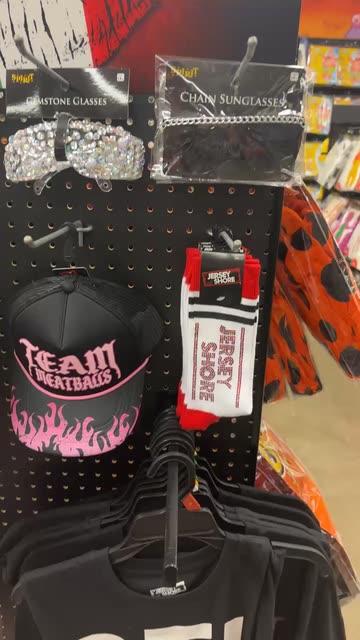 SPIRIT
GEMSTONE GLASSES
SPIRIT
CHAIN SUNGLASSES
JERSEY
SHORE
JERSEY
SHORE
TEAM
MEATBALLS